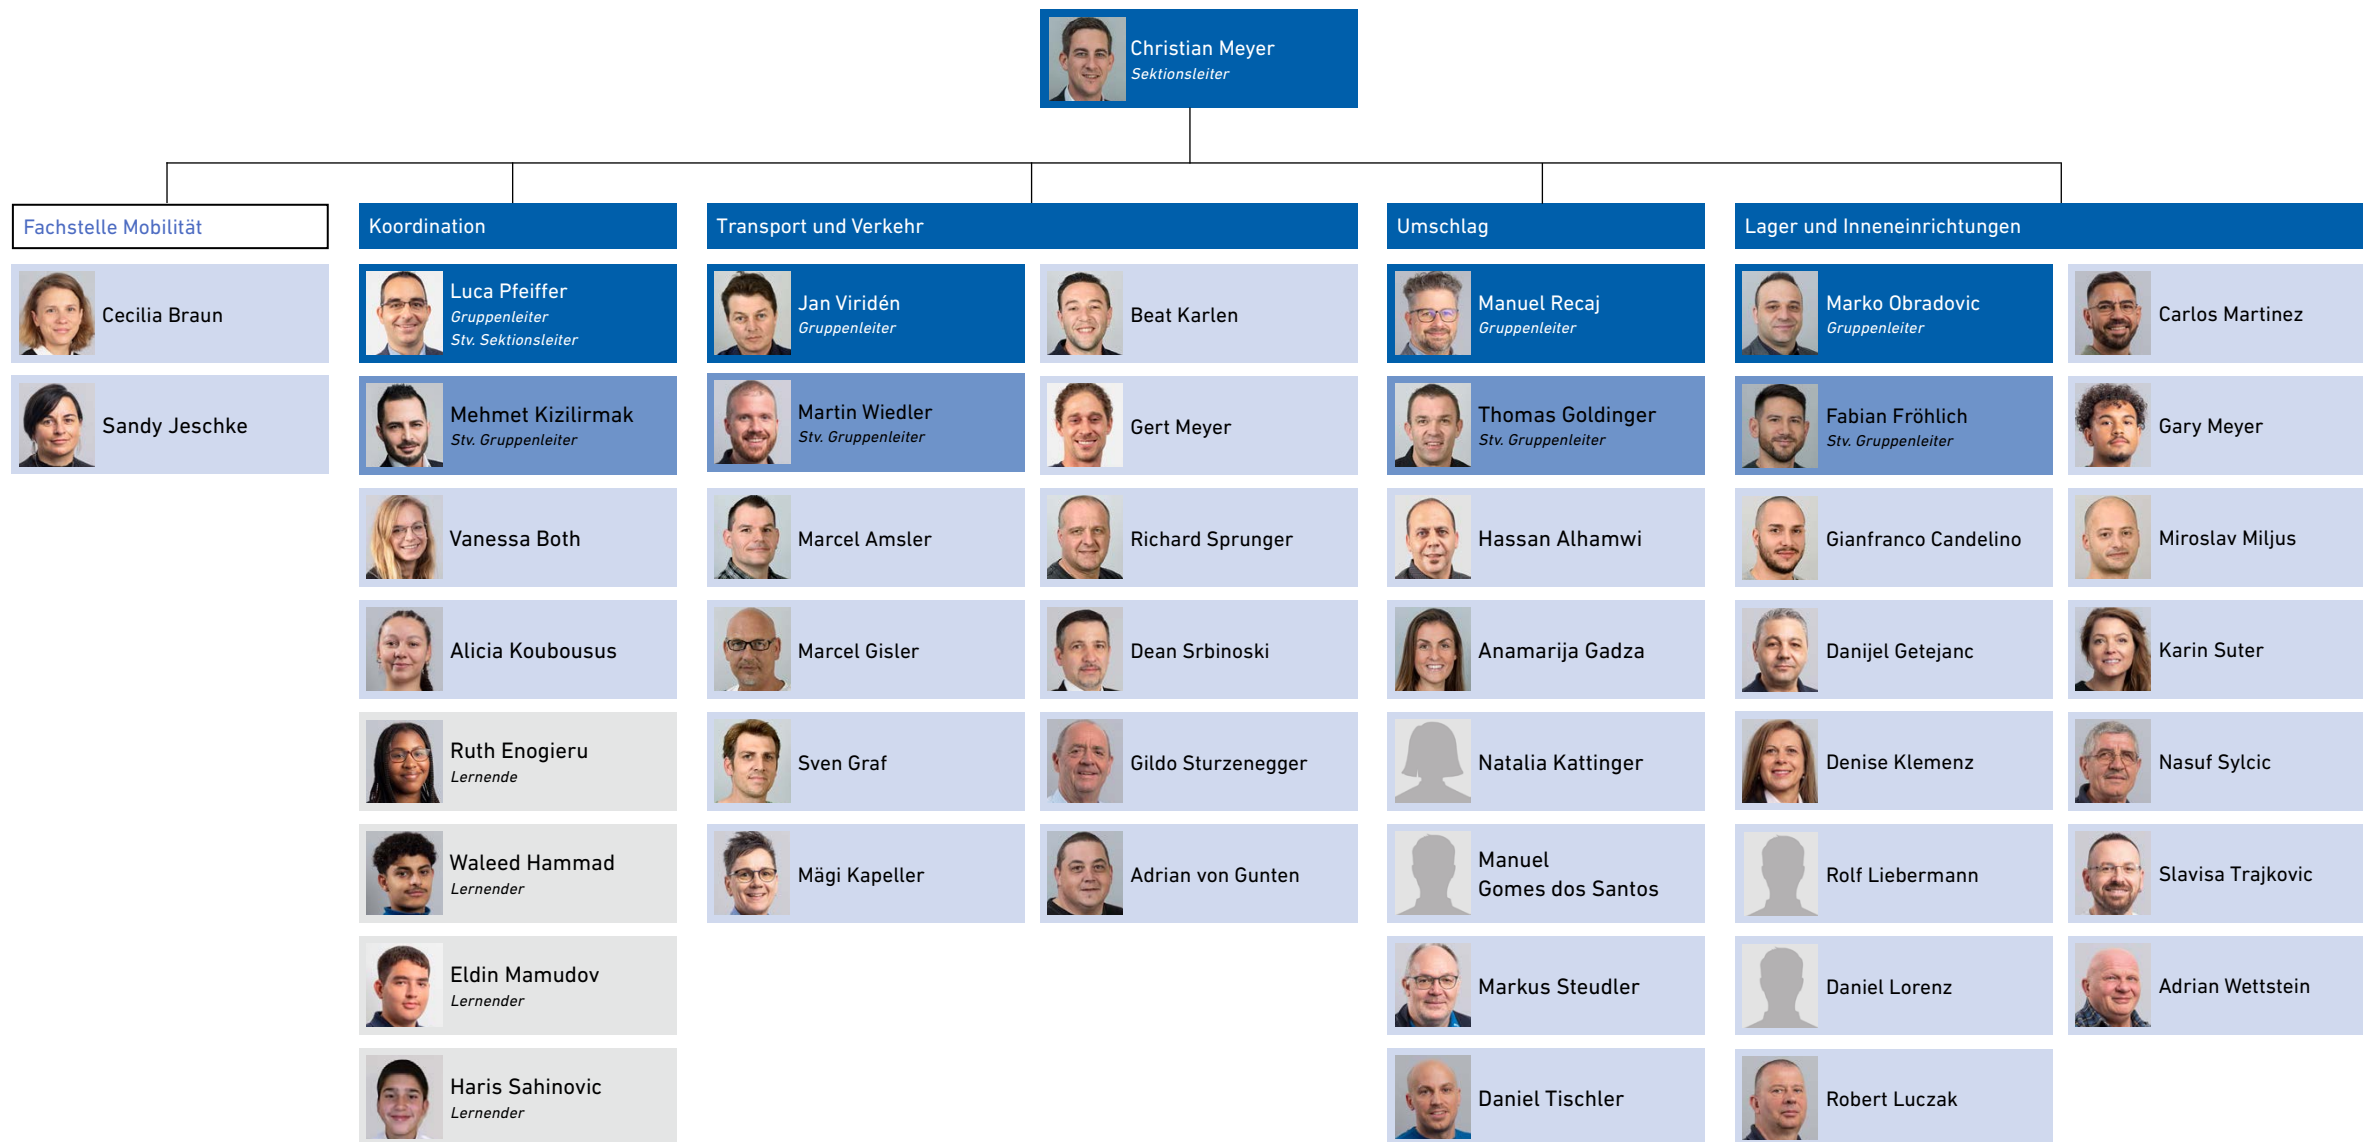 Christian Meyer
Sektionsleiter
Fachstelle Mobilität
Cecilia Braun
Sandy Jeschke
Koordination
Luca Pfeiffer
Gruppenleiter
Stv. Sektionsleiter
Mehmet Kizilirmak
Stv. Gruppenleiter
Vanessa Both
Alicia Koubousus
Ruth Enogieru
Lernende
Waleed Hammad
Lernender
Eldin Mamudov
Lernender
Haris Sahinovic
Lernender
Transport und Verkehr
Jan Viridén
Gruppenleiter
Martin Wiedler
Stv. Gruppenleiter
Marcel Amsler
Marcel Gisler
Sven Graf
Mägi Kapeller
Beat Karlen
Gert Meyer
Richard Sprunger
Dean Srbinoski
Gildo Sturzenegger
Adrian von Gunten
Umschlag
Manuel Recaj
Gruppenleiter
Thomas Goldinger
Stv. Gruppenleiter
Hassan Alhamwi
Anamarija Gadza
Natalia Kattinger
Manuel
Gomes dos Santos
Markus Steudler
Daniel Tischler
Lager und Inneneinrichtungen
Marko Obradovic
Gruppenleiter
Fabian Fröhlich
Stv. Gruppenleiter
Gianfranco Candelino
Danijel Getejanc
Denise Klemenz
Rolf Liebermann
Daniel Lorenz
Robert Luczak
Carlos Martinez
Gary Meyer
Miroslav Miljus
Karin Suter
Nasuf Sylcic
Slavisa Trajkovic
Adrian Wettstein